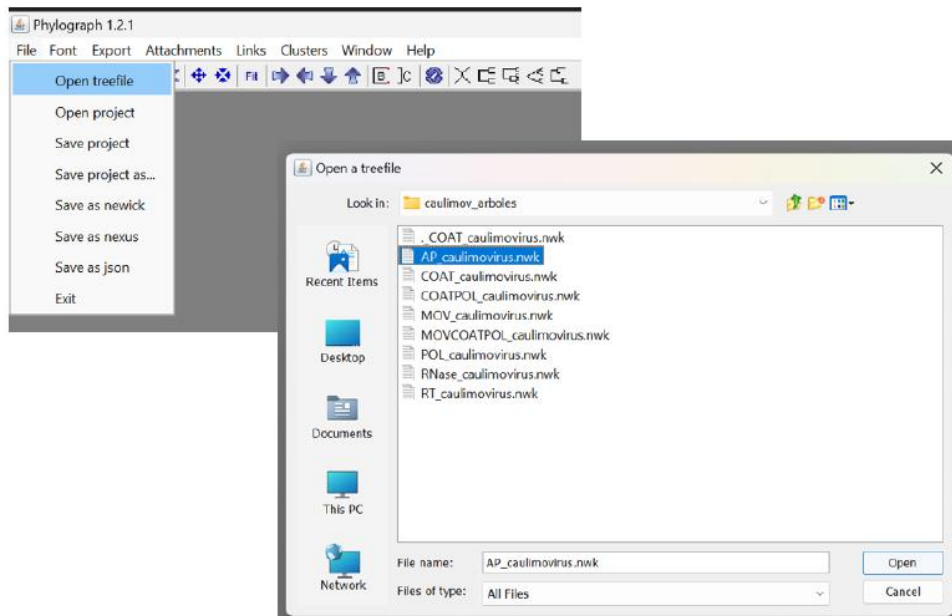 Phylograph 1.2.1
File Font Export Attachments Links Clusters Window Help
Fit
B
]C
Open treefile
Open project
Save project
Save project as...
Save as newick
Save as nexus
Save as json
Exit
Open a treefile
Look in: caulimov_arboles
Recent Items
Desktop
Documents
This PC
Network
._COAT_caulimovirus.nwk
AP_caulimovirus.nwk
COAT_caulimovirus.nwk
COATPOL_caulimovirus.nwk
MOV_caulimovirus.nwk
MOVCOATPOL_caulimovirus.nwk
POL_caulimovirus.nwk
RNase_caulimovirus.nwk
RT_caulimovirus.nwk
File name: AP_caulimovirus.nwk Open
Files of type: All Files Cancel